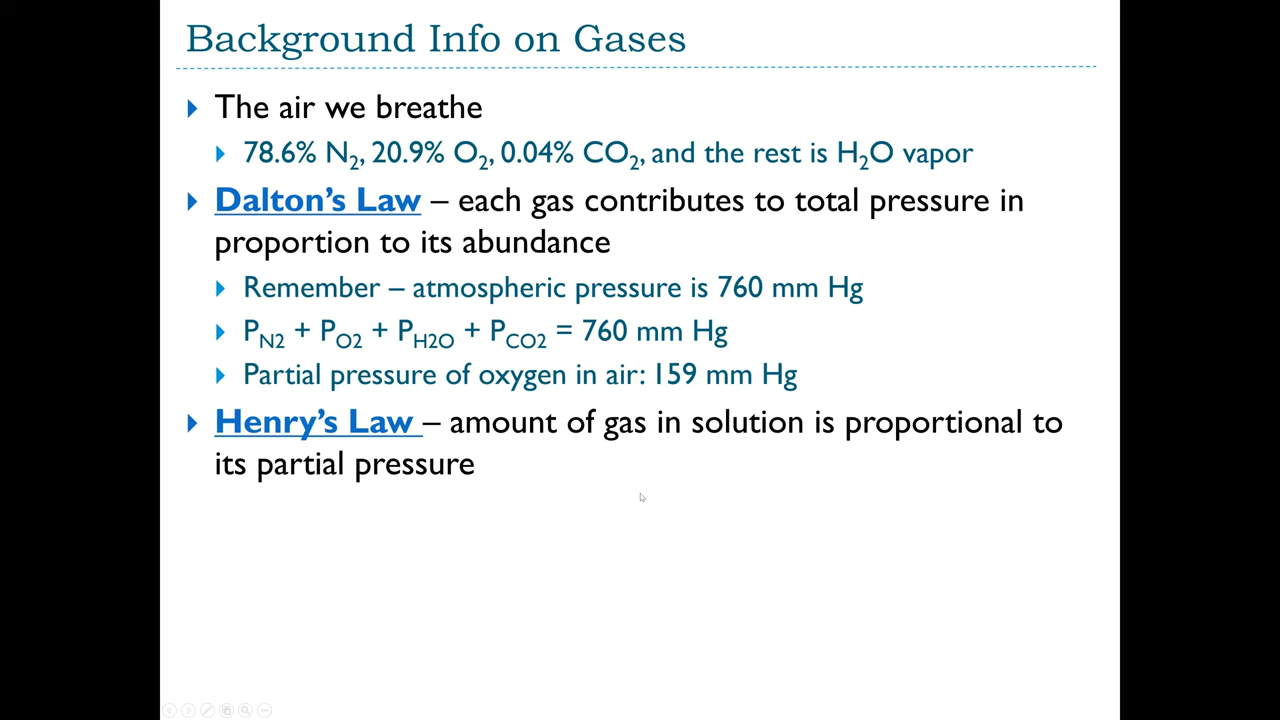 Background Info on Gases
The air we breathe
78.6% N2, 20.9% O2, 0.04% CO2, and the rest is H2O vapor
Dalton's Law – each gas contributes to total pressure in
proportion to its abundance
Remember – atmospheric pressure is 760 mm Hg
PN2 + PO2 + PH2O + PCO2 = 760 mm Hg
Partial pressure of oxygen in air: 159 mm Hg
Henry's Law – amount of gas in solution is proportional to
its partial pressure